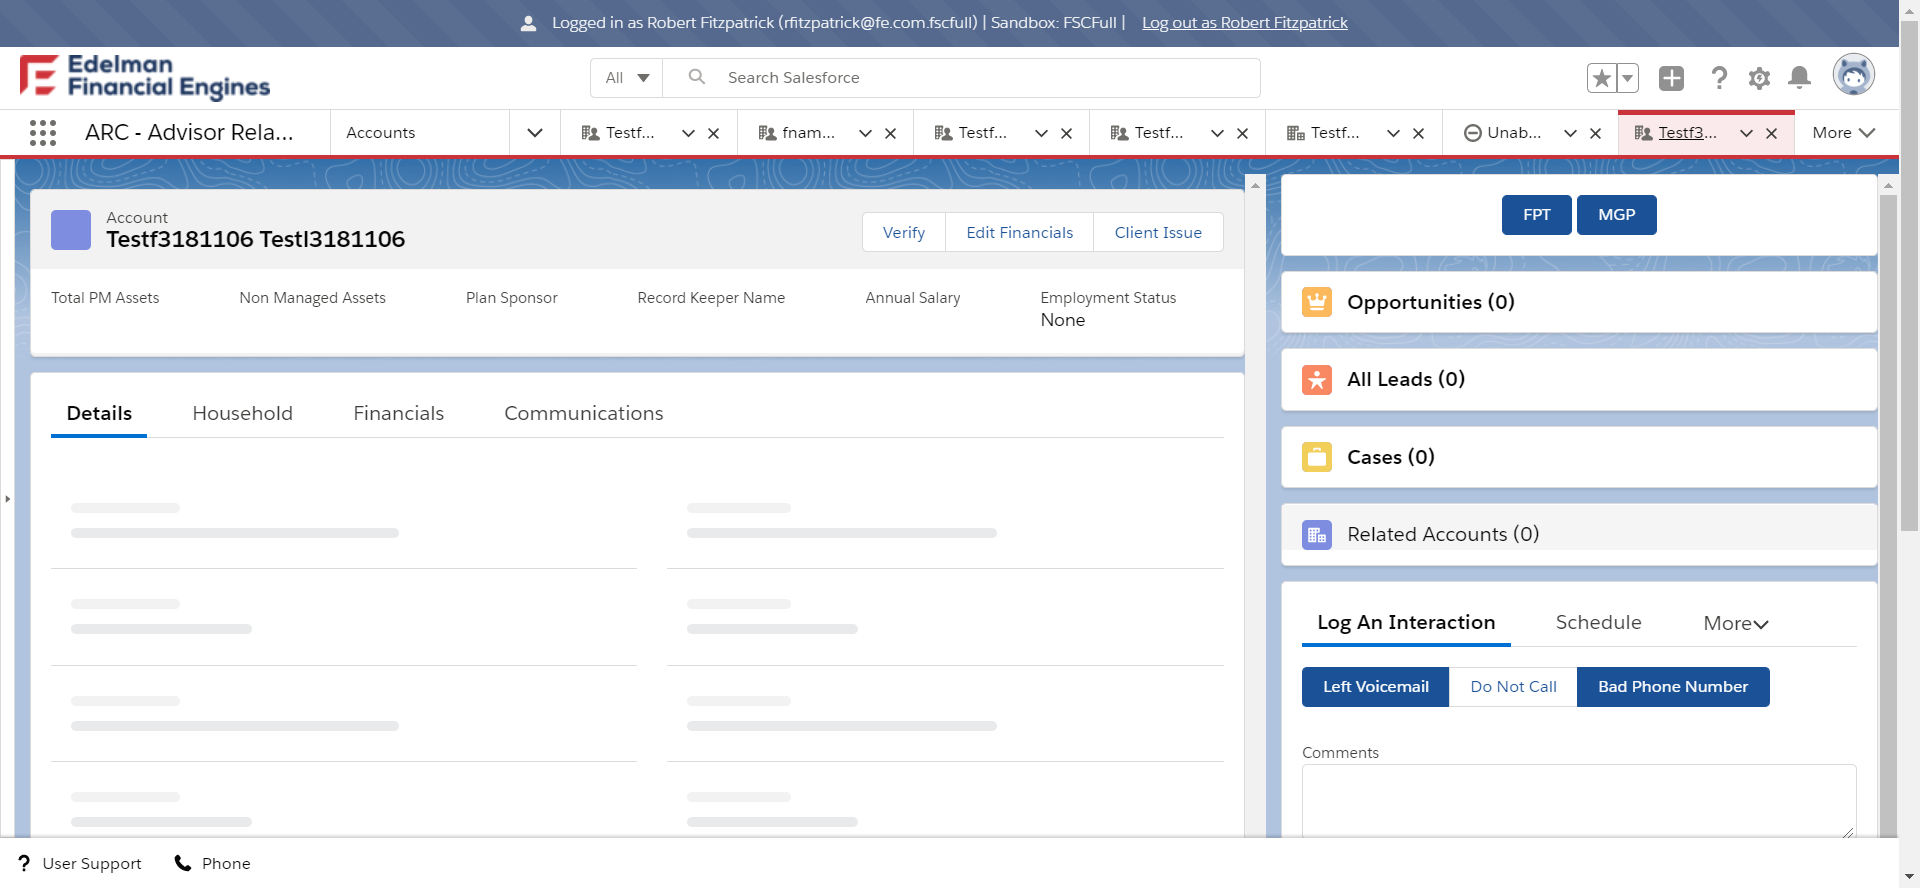 Logged in as Robert Fitzpatrick (rfitzpatrick@fe.com.fscfull) | Sandbox: FSCFull | Log out as Robert Fitzpatrick
Edelman
Financial Engines
All
Search Salesforce
ARC - Advisor Rela...
Accounts
Testf...
fnam...
Testf...
Testf...
Testf...
Unab...
Testf3...
More
Account
Testf3181106 Testl3181106
Verify
Edit Financials
Client Issue
Total PM Assets
Non Managed Assets
Plan Sponsor
Record Keeper Name
Annual Salary
Employment Status
None
Details
Household
Financials
Communications
FPT
MGP
Opportunities (0)
All Leads (0)
Cases (0)
Related Accounts (0)
Log An Interaction
Schedule
More
Left Voicemail
Do Not Call
Bad Phone Number
Comments
User Support
Phone